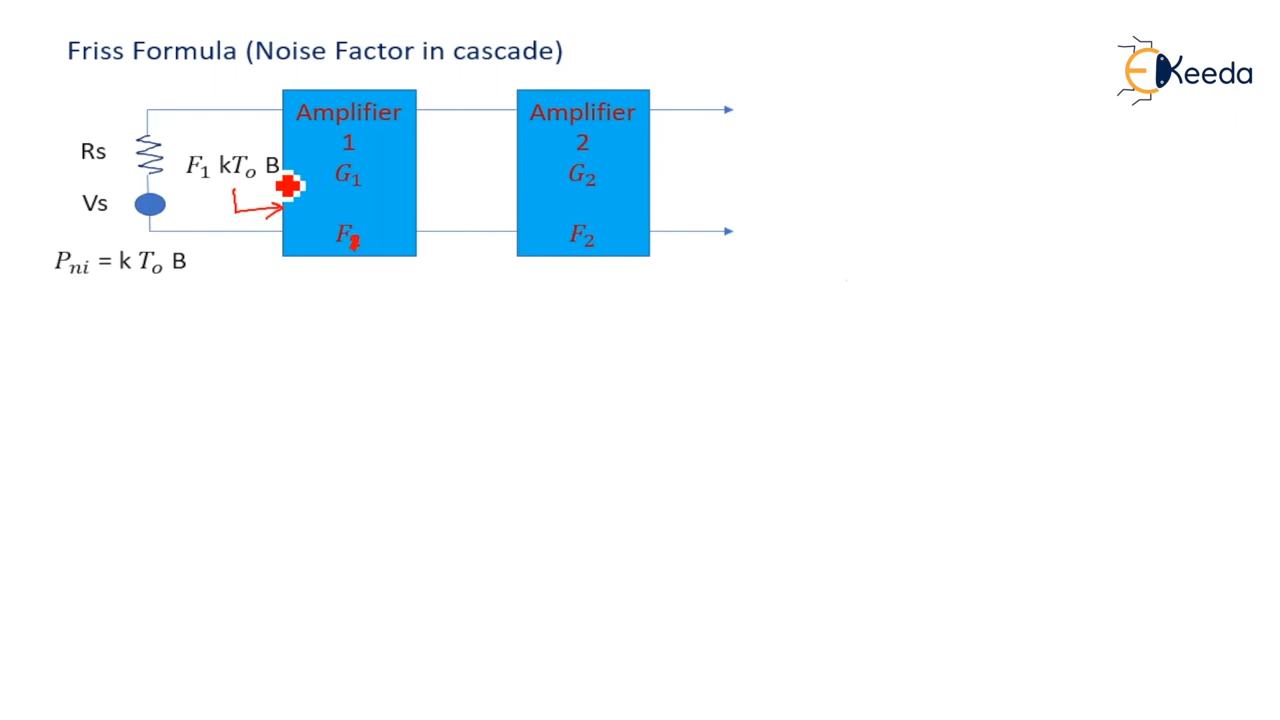 Friss Formula (Noise Factor in cascade)
EKeeda
Amplifier
1
G₁
F
Amplifier
2
G₂
F₂
Rs
F₁ kTₒ B
Vs
Pₙᵢ = k Tₒ B